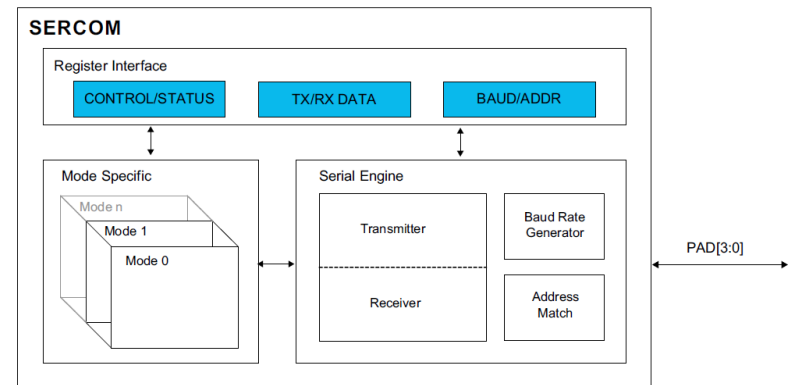 SERCOM
Register Interface
CONTROL/STATUS
TX/RX DATA
BAUD/ADDR
Mode Specific
Mode n
Mode 1
Mode 0
Serial Engine
Transmitter
Receiver
Baud Rate
Generator
Address
Match
PAD[3:0]